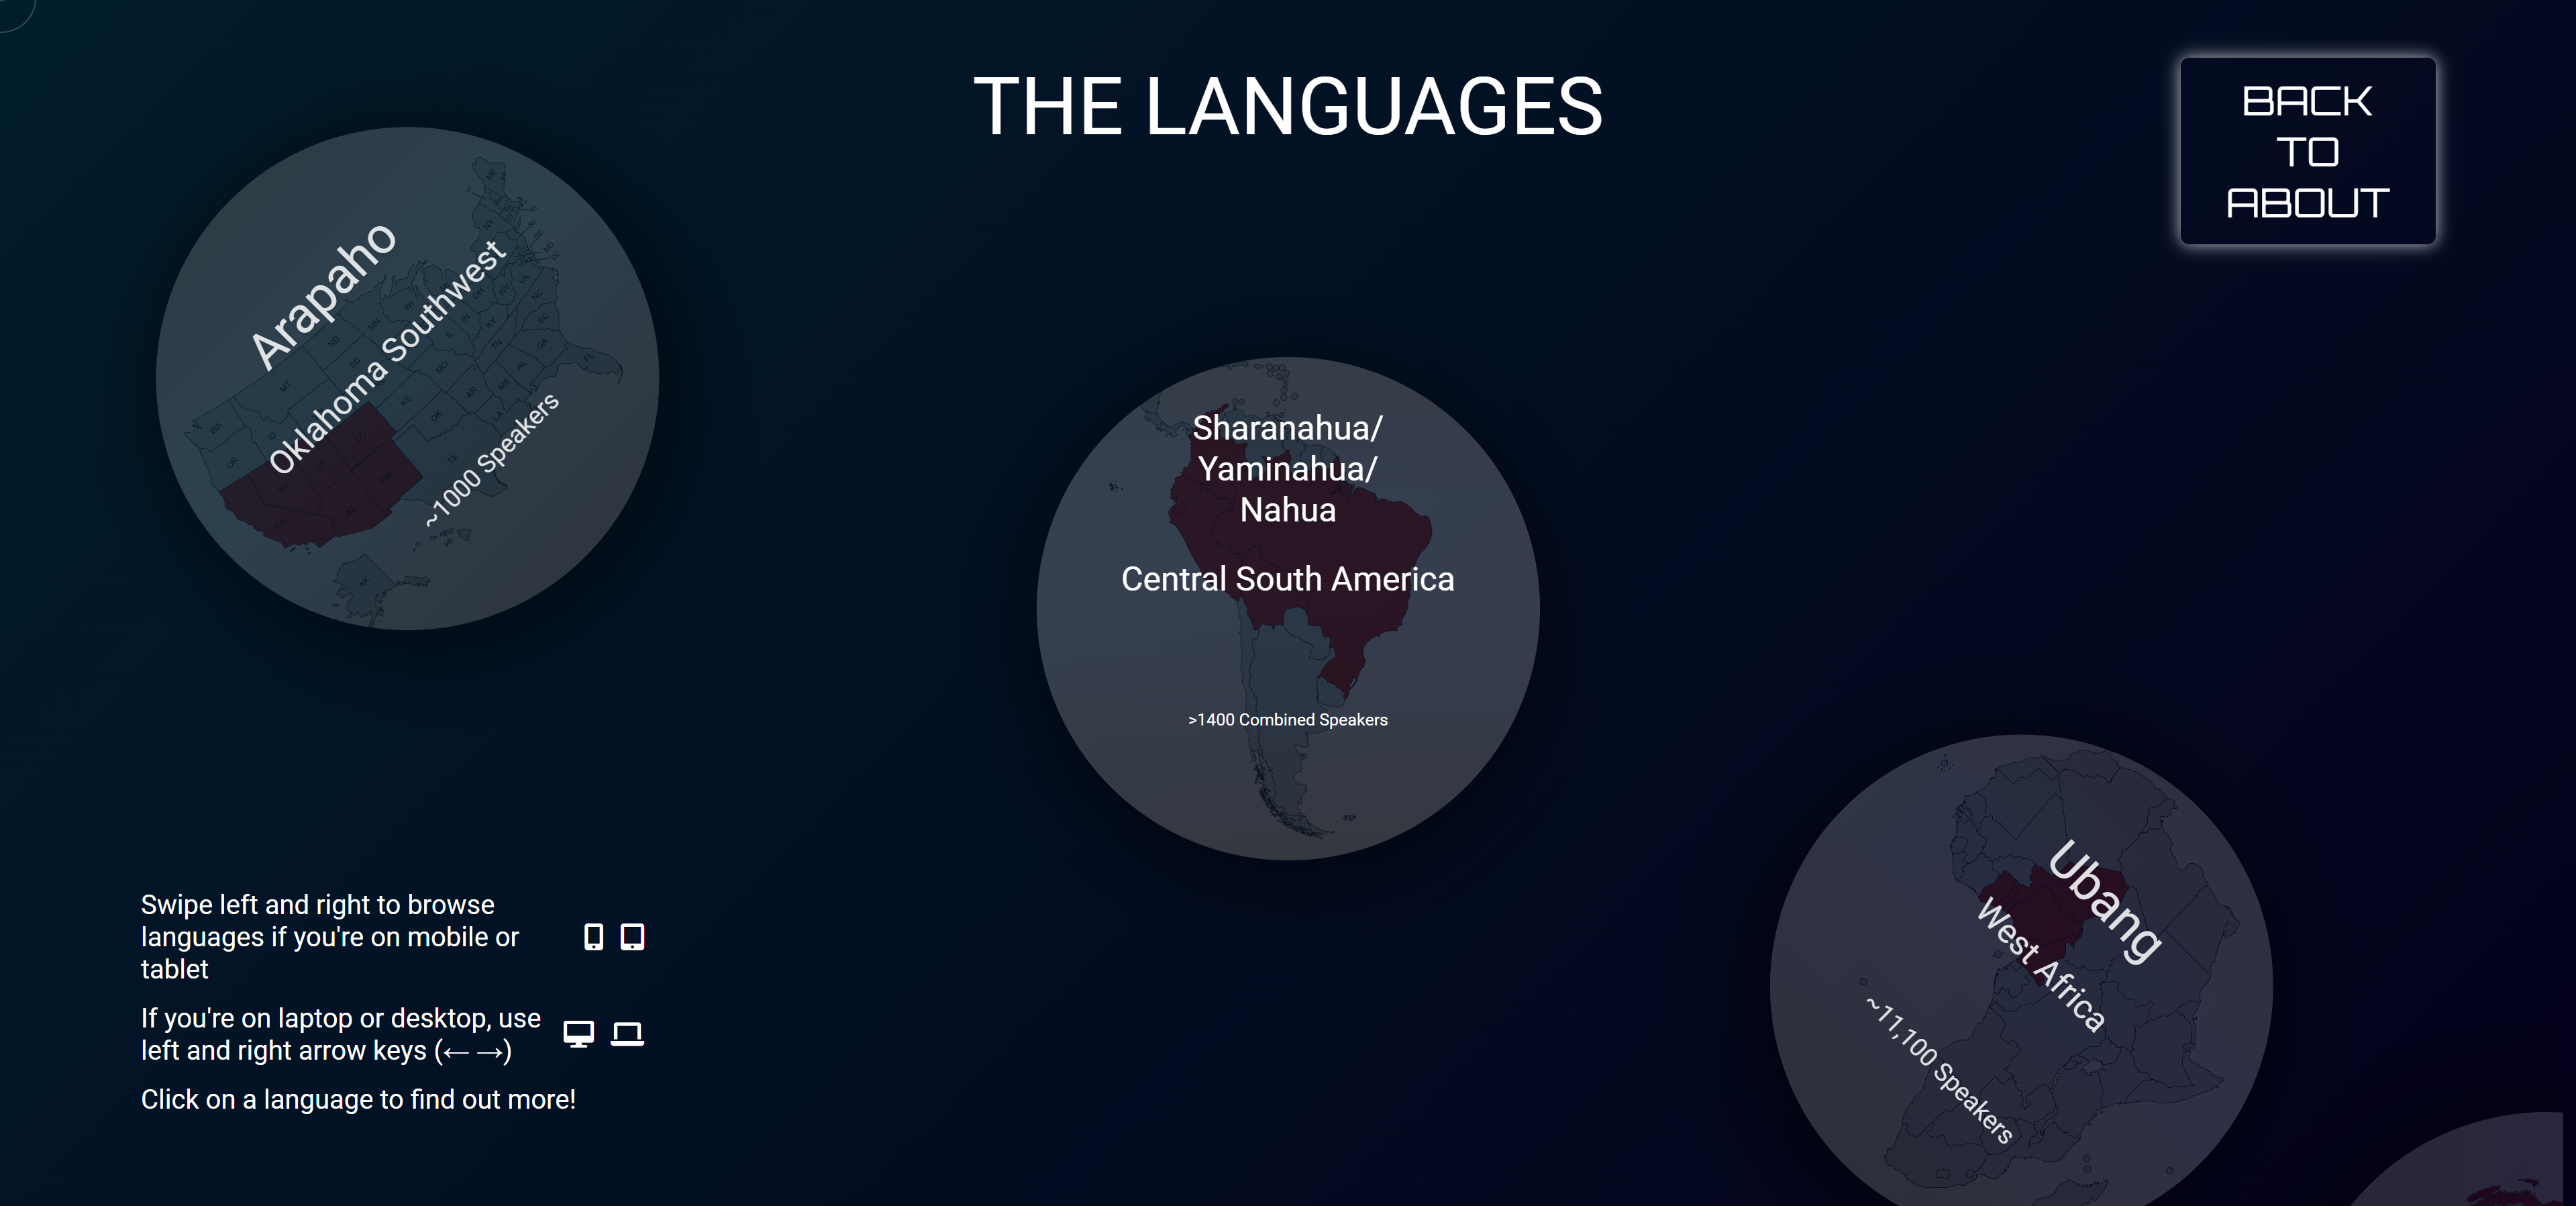 THE LANGUAGES
BACK
TO
ABOUT
Arapaho
Oklahoma Southwest
~1000 Speakers
Sharanahua/
Yaminahua/
Nahua
Central South America
>1400 Combined Speakers
Ubang
West Africa
~11,100 Speakers
Swipe left and right to browse
languages if you're on mobile or
tablet
If you're on laptop or desktop, use
left and right arrow keys (←→)
Click on a language to find out more!